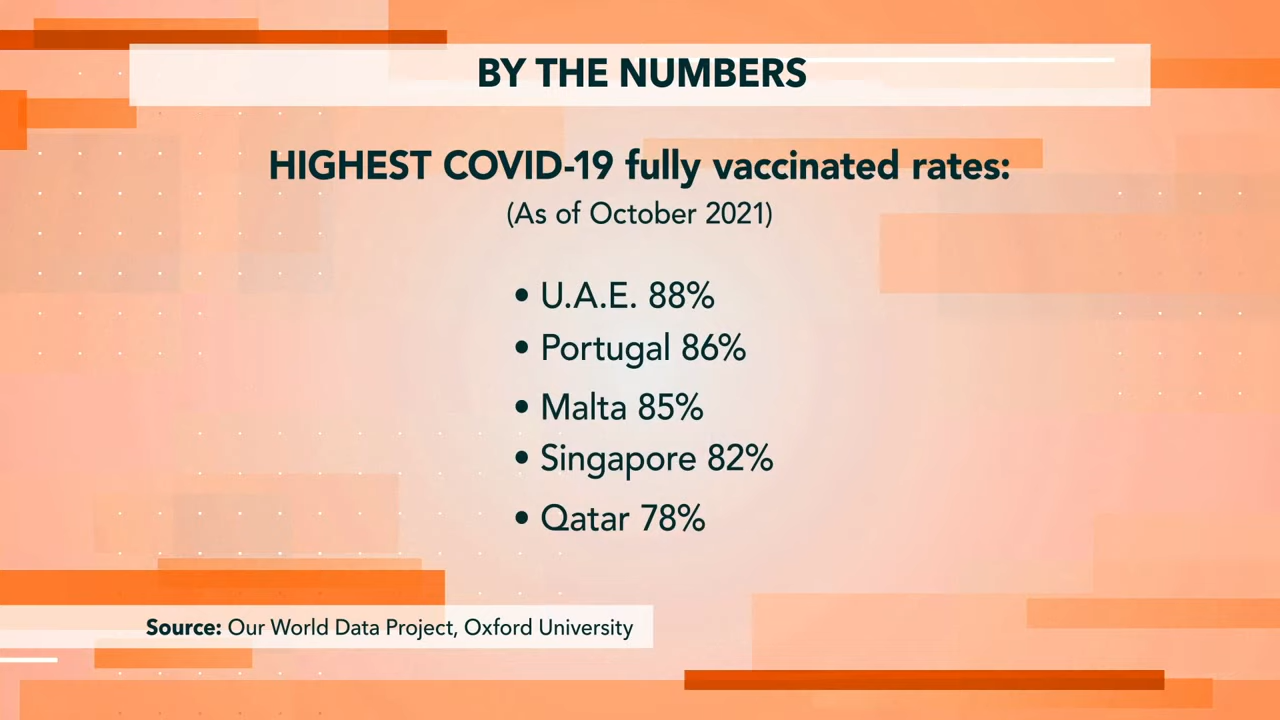 BY THE NUMBERS
HIGHEST COVID-19 fully vaccinated rates:
(As of October 2021)
• U.A.E. 88%
• Portugal 86%
• Malta 85%
• Singapore 82%
• Qatar 78%
Source: Our World Data Project, Oxford University